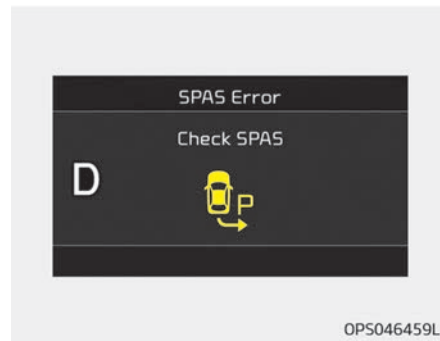 SPAS Error
Check SPAS
D
P
OPS046459L